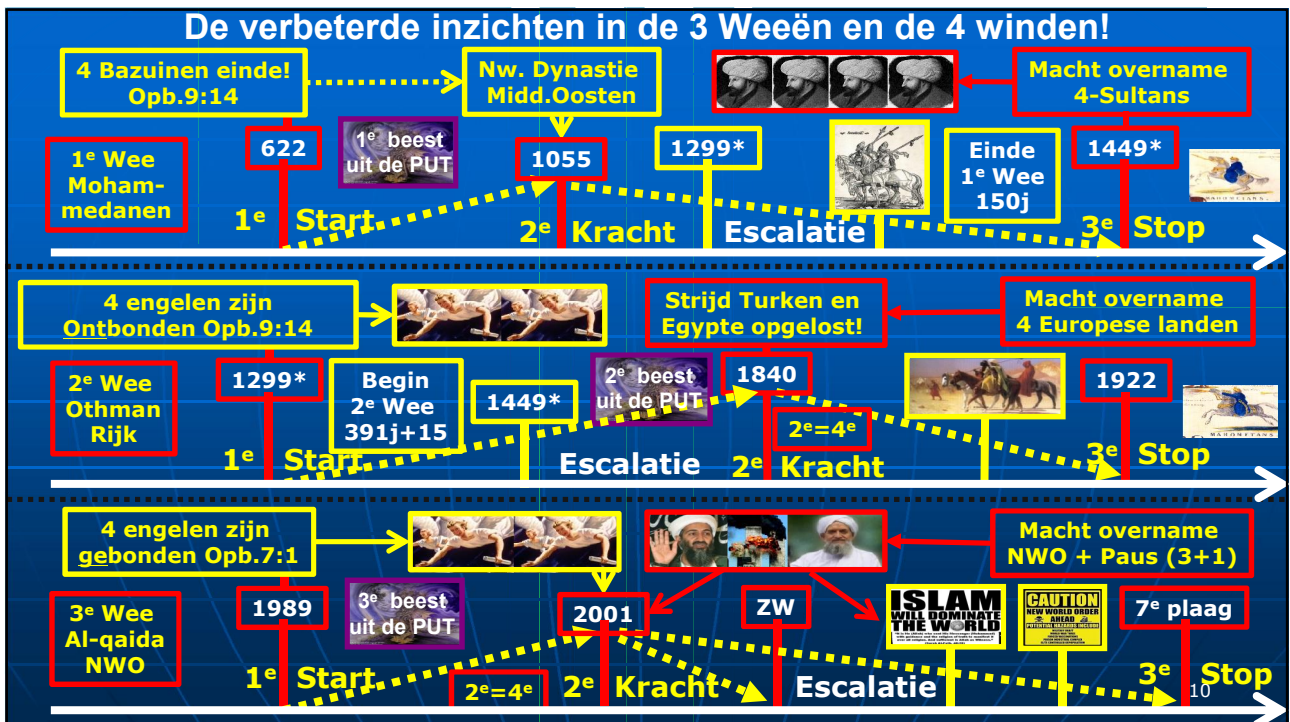 De verbeterde inzichten in de 3 Weeën en de 4 winden!
4 Bazuinen einde!
Opb.9:14
Nw. Dynastie
Midd.Oosten
Macht overname
4-Sultans
1e Wee
Moham-
medanen
622
1e beest
uit de PUT
1055
1299*
Einde
1e Wee
150j
1449*
1e Start
2e Kracht
Escalatie
3e Stop
4 engelen zijn
Ontbonden Opb.9:14
Strijd Turken en
Egypte opgelost!
Macht overname
4 Europese landen
2e Wee
Othman
Rijk
1299*
Begin
2e Wee
391j+15
1449*
2e beest
uit de PUT
1840
2e=4e
1922
1e Start
Escalatie
2e Kracht
3e Stop
4 engelen zijn
gebonden Opb.7:1
Macht overname
NWO + Paus (3+1)
3e Wee
Al-qaida
NWO
1989
3e beest
uit de PUT
2001
ZW
ISLAM
WILL DOMINATE
THE WORLD
CAUTION
NEW WORLD ORDER
AHEAD
POTENTIAL HAZARDS INCLUDE
7e plaag
1e Start
2e=4e
2e Kracht
Escalatie
3e Stop
10